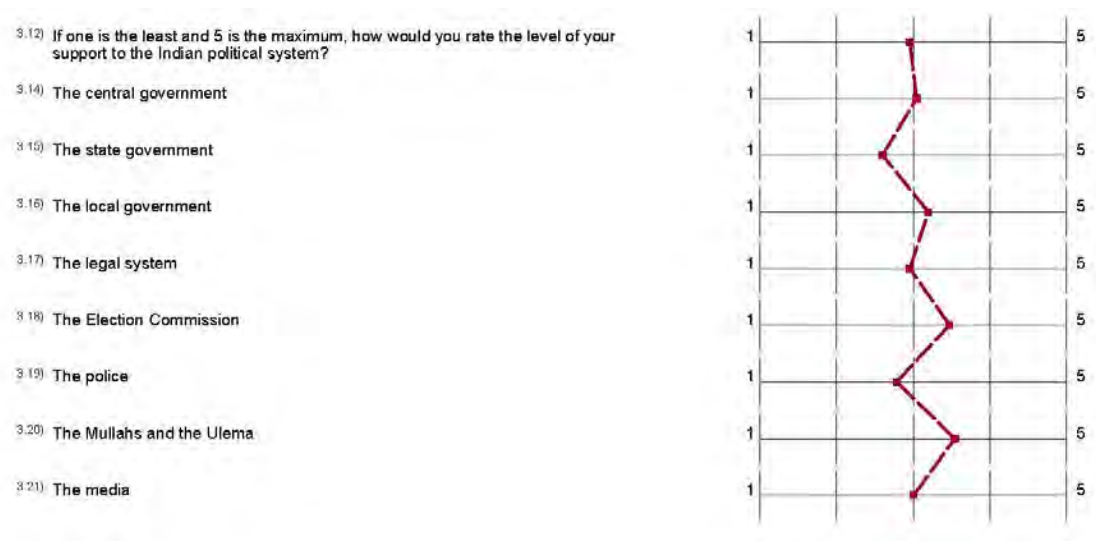 3.12) If one is the least and 5 is the maximum, how would you rate the level of your 1 5
support to the Indian political system?
3.14) The central government 1 5
3.15) The state government 1 5
3.16) The local government 1 5
3.17) The legal system 1 5
3.18) The Election Commission 1 5
3.19) The police 1 5
3.20) The Mullahs and the Ulema 1 5
3.21) The media 1 5